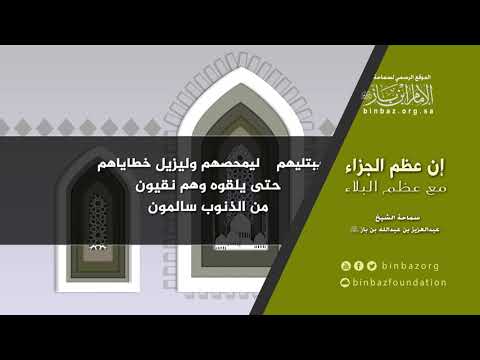 الموقع الرسمي لسماحة
الإمام ابن باز
binbaz.org.sa
إن عظم الجزاء
مع عظم البلاء
سماحة الشيخ
عبدالعزيز بن عبدالله بن باز
binbazorg
binbazfoundation
يبتليهم ليمحصهم وليزيل خطاياهم
حتى يلقوه وهم نقيون
من الذنوب سالمون